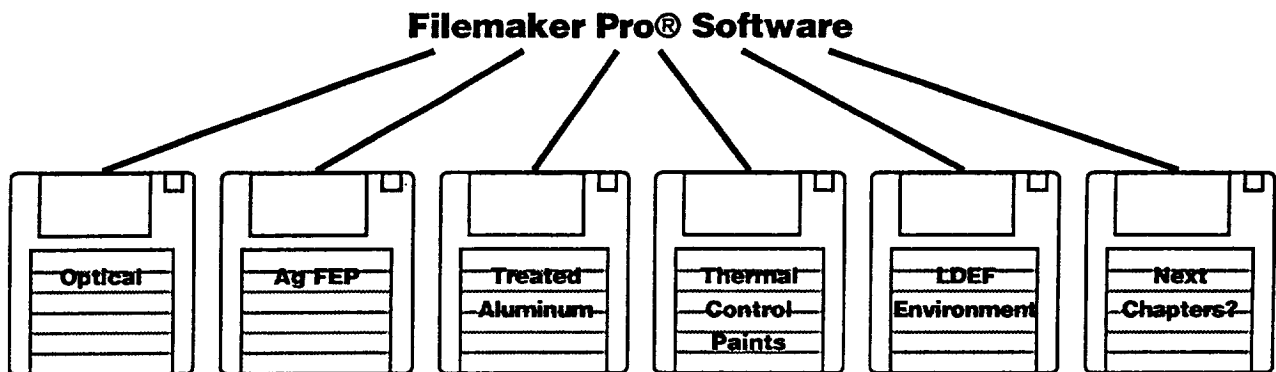 Filemaker Pro® Software
Optical
Ag FEP
Treated
Aluminum
Thermal
Control
Paints
LDEF
Environment
Next
Chapters?